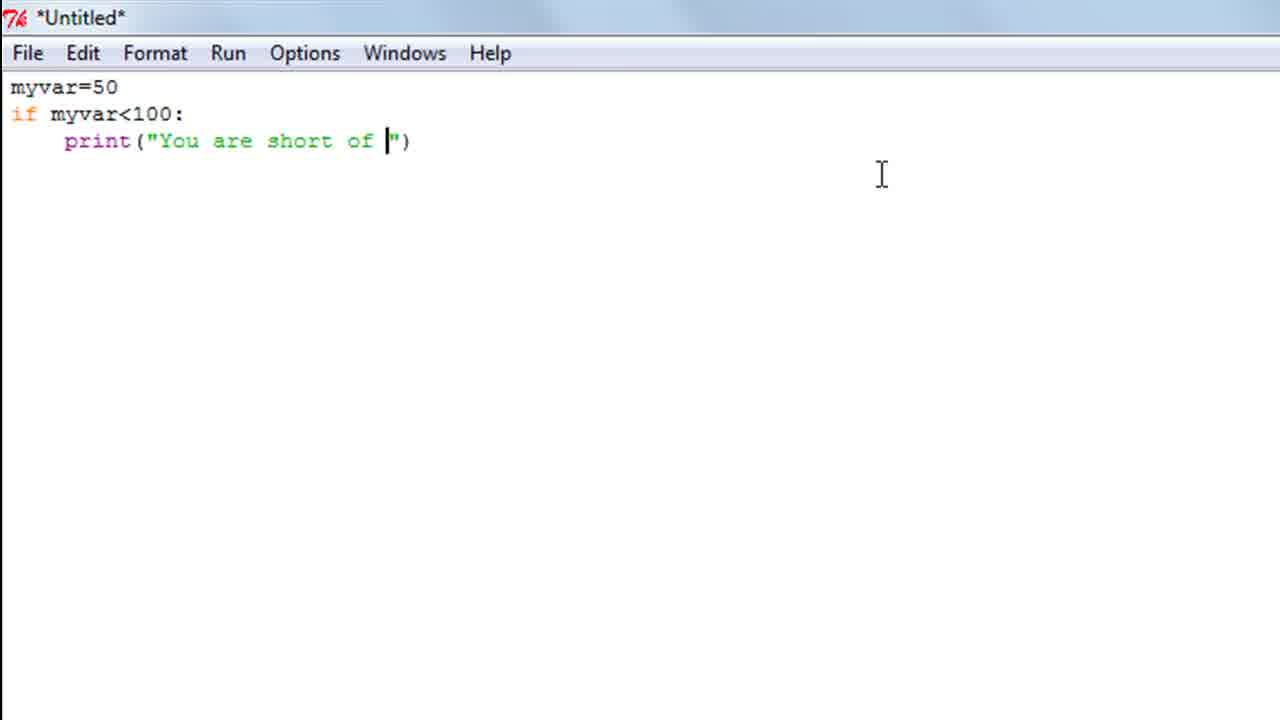 *Untitled*
File Edit Format Run Options Windows Help
myvar=50
if myvar<100:
    print("You are short of ")